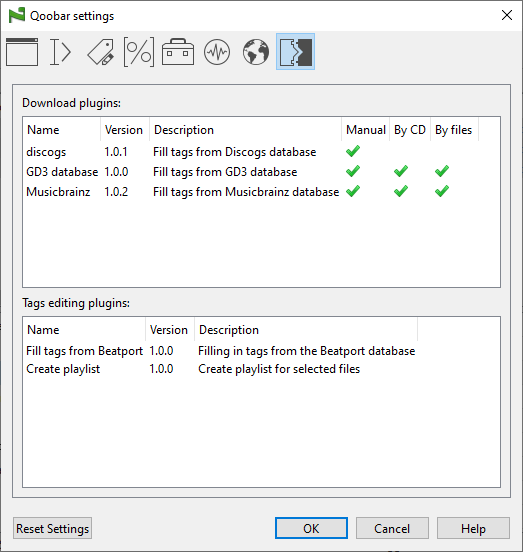 Qoobar settings
Download plugins:
Name Version Description Manual By CD By files
discogs 1.0.1 Fill tags from Discogs database
GD3 database 1.0.0 Fill tags from GD3 database
Musicbrainz 1.0.2 Fill tags from Musicbrainz database
Tags editing plugins:
Name Version Description
Fill tags from Beatport 1.0.0 Filling in tags from the Beatport database
Create playlist 1.0.0 Create playlist for selected files
Reset Settings OK Cancel Help